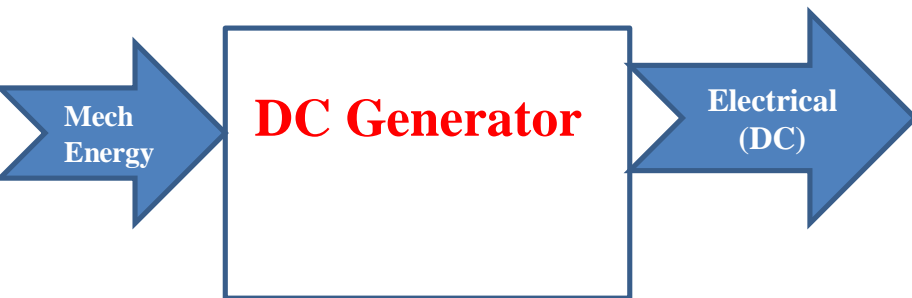 Mech
Energy
DC Generator
Electrical
(DC)